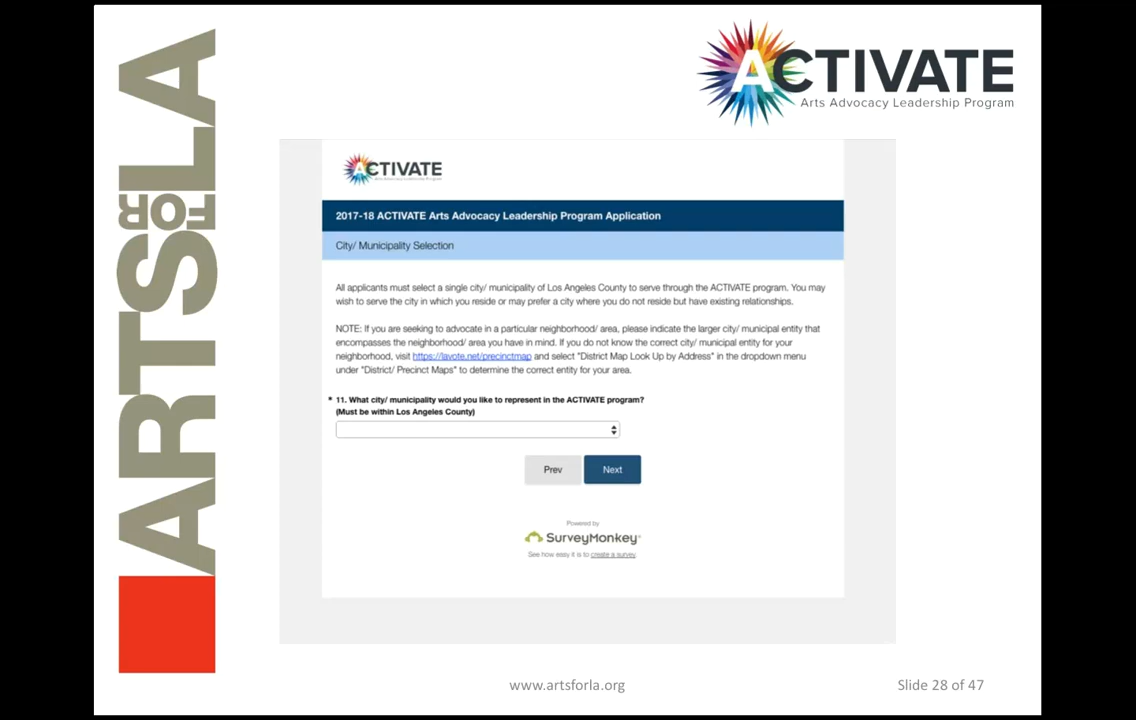 ARTS FOR LA
ACTIVATE
Arts Advocacy Leadership Program
ACTIVATE
Arts Advocacy Leadership Program
2017-18 ACTIVATE Arts Advocacy Leadership Program Application
City/ Municipality Selection
All applicants must select a single city/ municipality of Los Angeles County to serve through the ACTIVATE program. You may
wish to serve the city in which you reside or may prefer a city where you do not reside but have existing relationships.
NOTE: If you are seeking to advocate in a particular neighborhood/ area, please indicate the larger city/ municipal entity that
encompasses the neighborhood/ area you have in mind. If you do not know the correct city/ municipal entity for your
neighborhood, visit https://lavote.net/precinctmap and select "District Map Look Up by Address" in the dropdown menu
under "District/ Precinct Maps" to determine the correct entity for your area.
* 11. What city/ municipality would you like to represent in the ACTIVATE program?
(Must be within Los Angeles County)
Prev Next
Powered by
SurveyMonkey
See how easy it is to create a survey.
www.artsforla.org
Slide 28 of 47